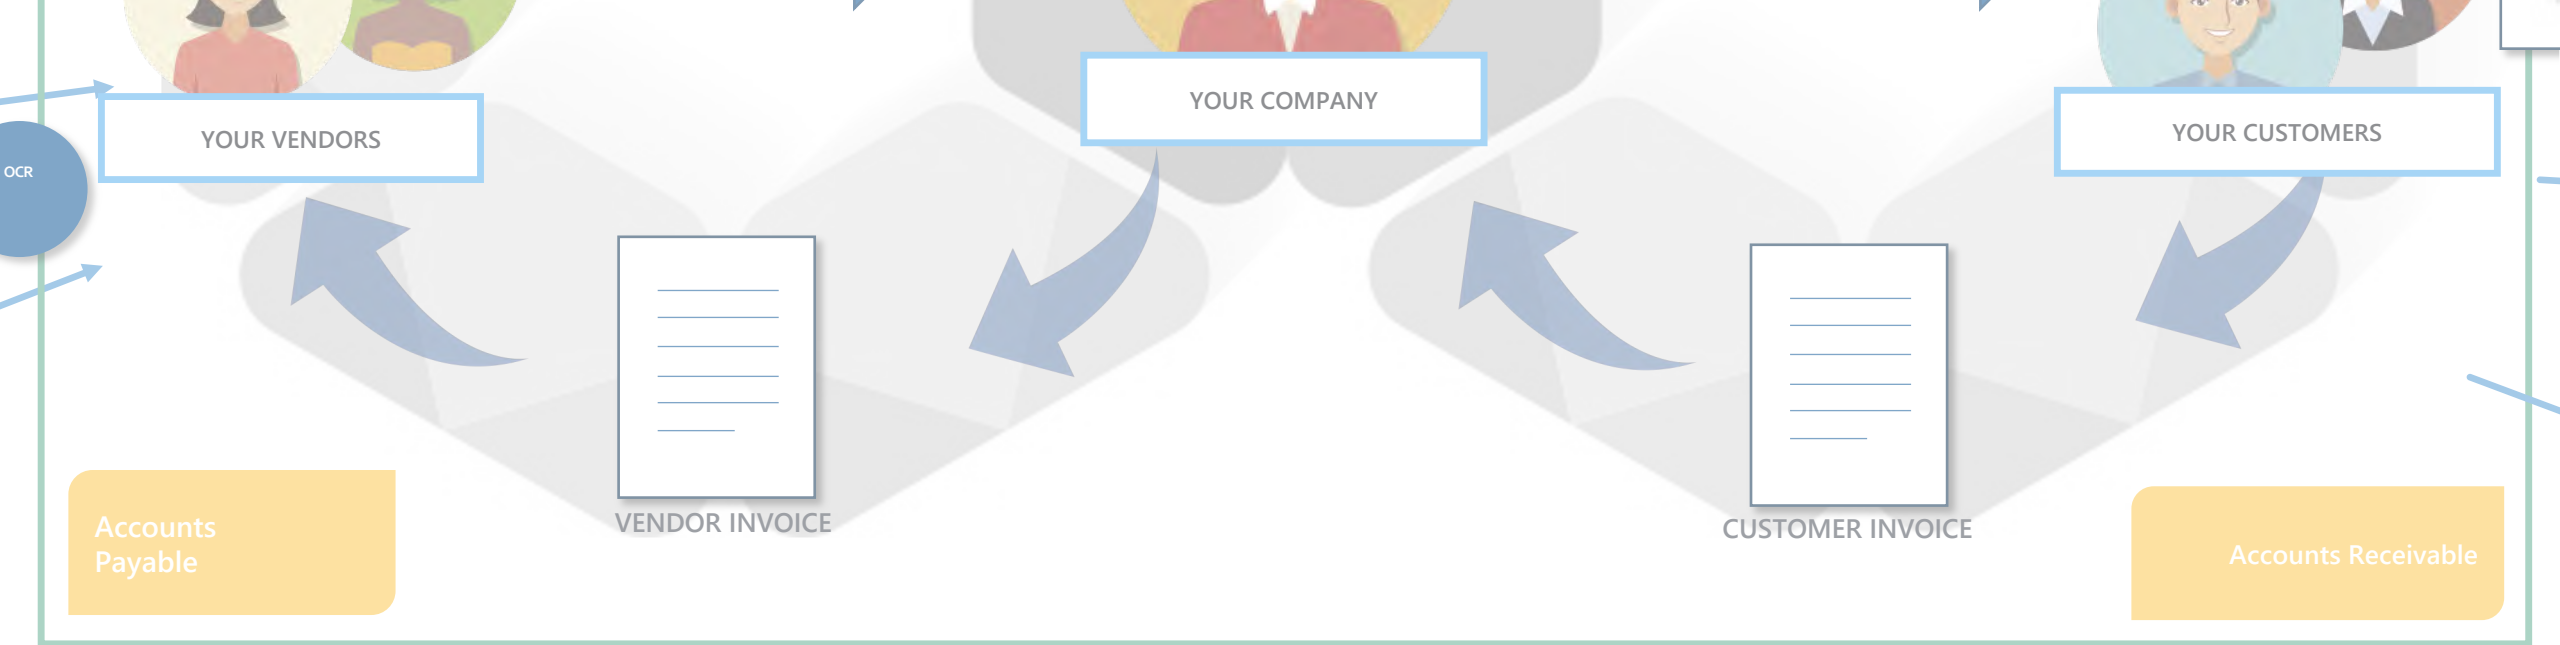 YOUR COMPANY
YOUR VENDORS
YOUR CUSTOMERS
OCR
VENDOR INVOICE
CUSTOMER INVOICE
Accounts
Payable
Accounts Receivable